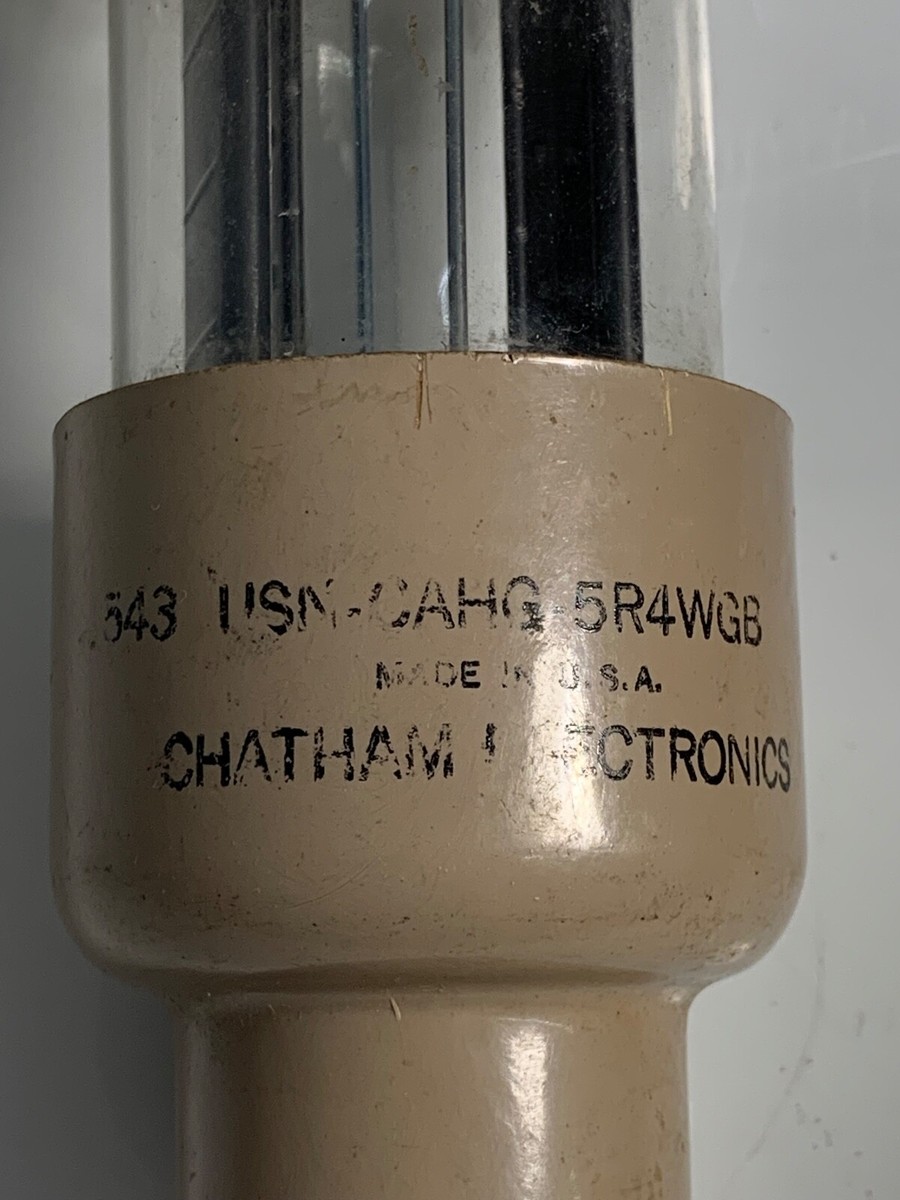 543 USN-CAHG-5R4WGB
MADE IN U.S.A.
CHATHAM ELECTRONICS